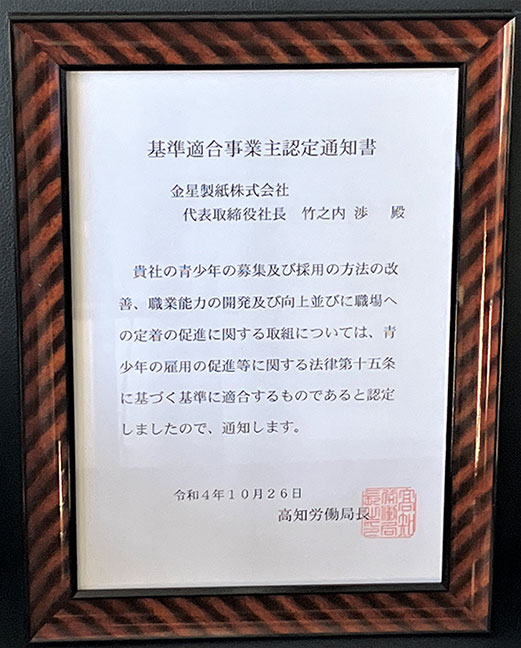 基準適合事業主認定通知書
金星製紙株式会社
代表取締役社長　竹之内 渉　殿
貴社の青少年の募集及び採用の方法の改
善、職業能力の開発及び向上並びに職場へ
の定着の促進に関する取組については、青
少年の雇用の促進等に関する法律第十五条
に基づく基準に適合するものであると認定
しましたので、通知します。
令和４年１０月２６日
高知労働局長